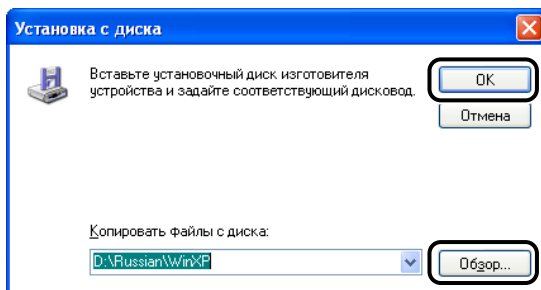 Установка с диска
Вставьте установочный диск изготовителя
устройства и задайте соответствующий дисковод.
OK
Отмена
Копировать файлы с диска:
D:\Russian\WinXP
Обзор...